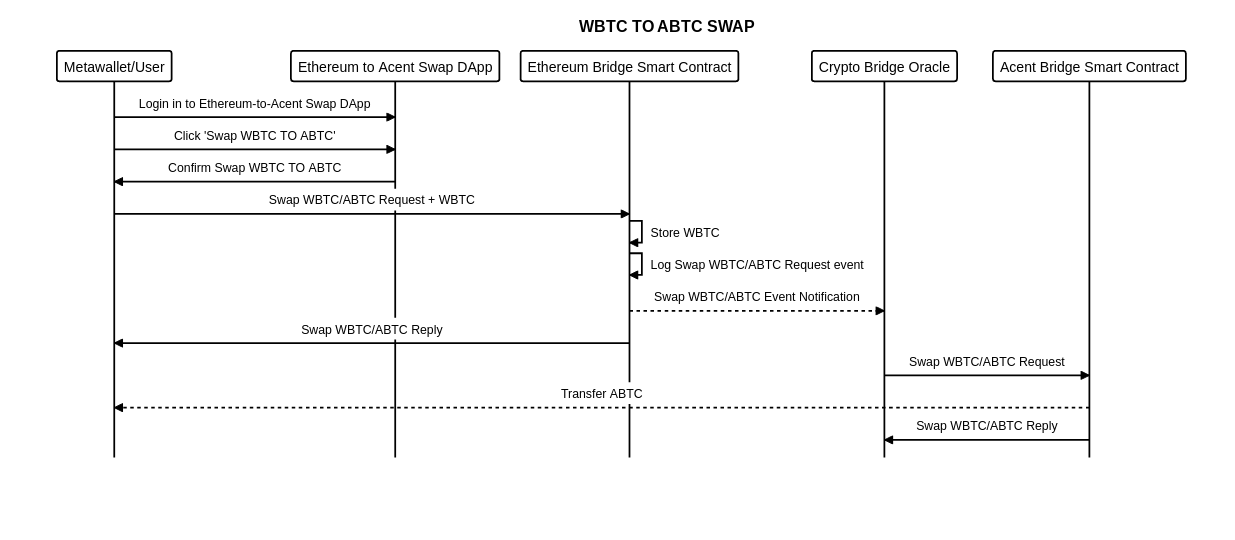 WBTC TO ABTC SWAP
Metawallet/User
Ethereum to Acent Swap DApp
Ethereum Bridge Smart Contract
Crypto Bridge Oracle
Acent Bridge Smart Contract
Login in to Ethereum-to-Acent Swap DApp
Click 'Swap WBTC TO ABTC'
Confirm Swap WBTC TO ABTC
Swap WBTC/ABTC Request + WBTC
Store WBTC
Log Swap WBTC/ABTC Request event
Swap WBTC/ABTC Event Notification
Swap WBTC/ABTC Reply
Swap WBTC/ABTC Request
Transfer ABTC
Swap WBTC/ABTC Reply